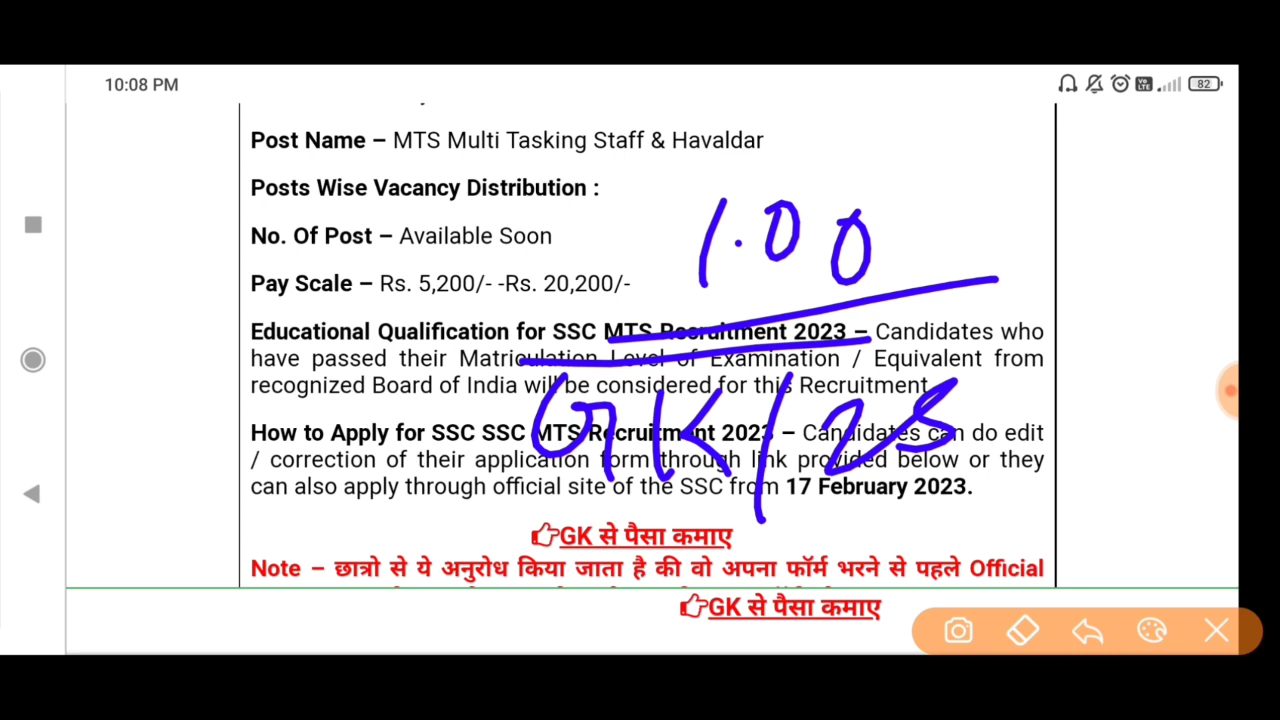 10:08 PM
82
Post Name – MTS Multi Tasking Staff & Havaldar
Posts Wise Vacancy Distribution :
1.00
No. Of Post – Available Soon
Pay Scale – Rs. 5,200/- -Rs. 20,200/-
Educational Qualification for SSC MTS Recruitment 2023 – Candidates who
have passed their Matriculation Level of Examination / Equivalent from
recognized Board of India will be considered for this Recruitment
GK/25
How to Apply for SSC SSC MTS Recruitment 2023 – Candidates can do edit
/ correction of their application form through link provided below or they
can also apply through official site of the SSC from 17 February 2023.
GK से पैसा कमाए
Note – छात्रो से ये अनुरोध किया जाता है की वो अपना फॉर्म भरने से पहले Official
GK से पैसा कमाए